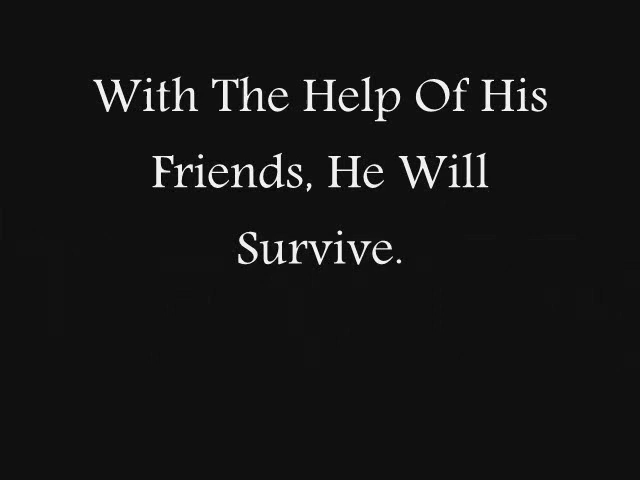 With The Help Of His
Friends, He Will
Survive.